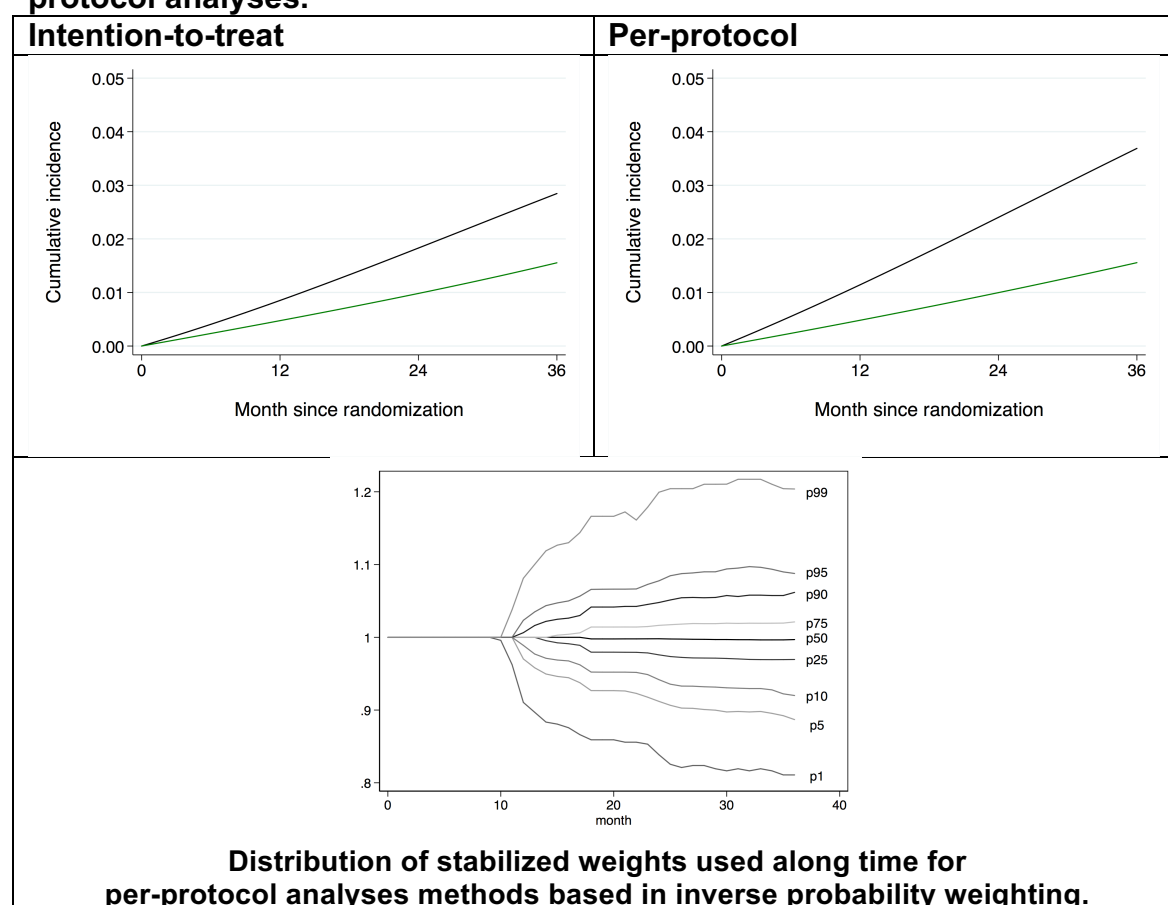 protocol analyses.
Intention-to-treat
Per-protocol
0.05
0.04
0.03
0.02
0.01
0.00
Cumulative incidence
0 12 24 36
Month since randomization
0.05
0.04
0.03
0.02
0.01
0.00
Cumulative incidence
0 12 24 36
Month since randomization
1.2
1.1
1
.9
.8
p99
p95
p90
p75
p50
p25
p10
p5
p1
0 10 20 30 40
month
Distribution of stabilized weights used along time for
per-protocol analyses methods based in inverse probability weighting.